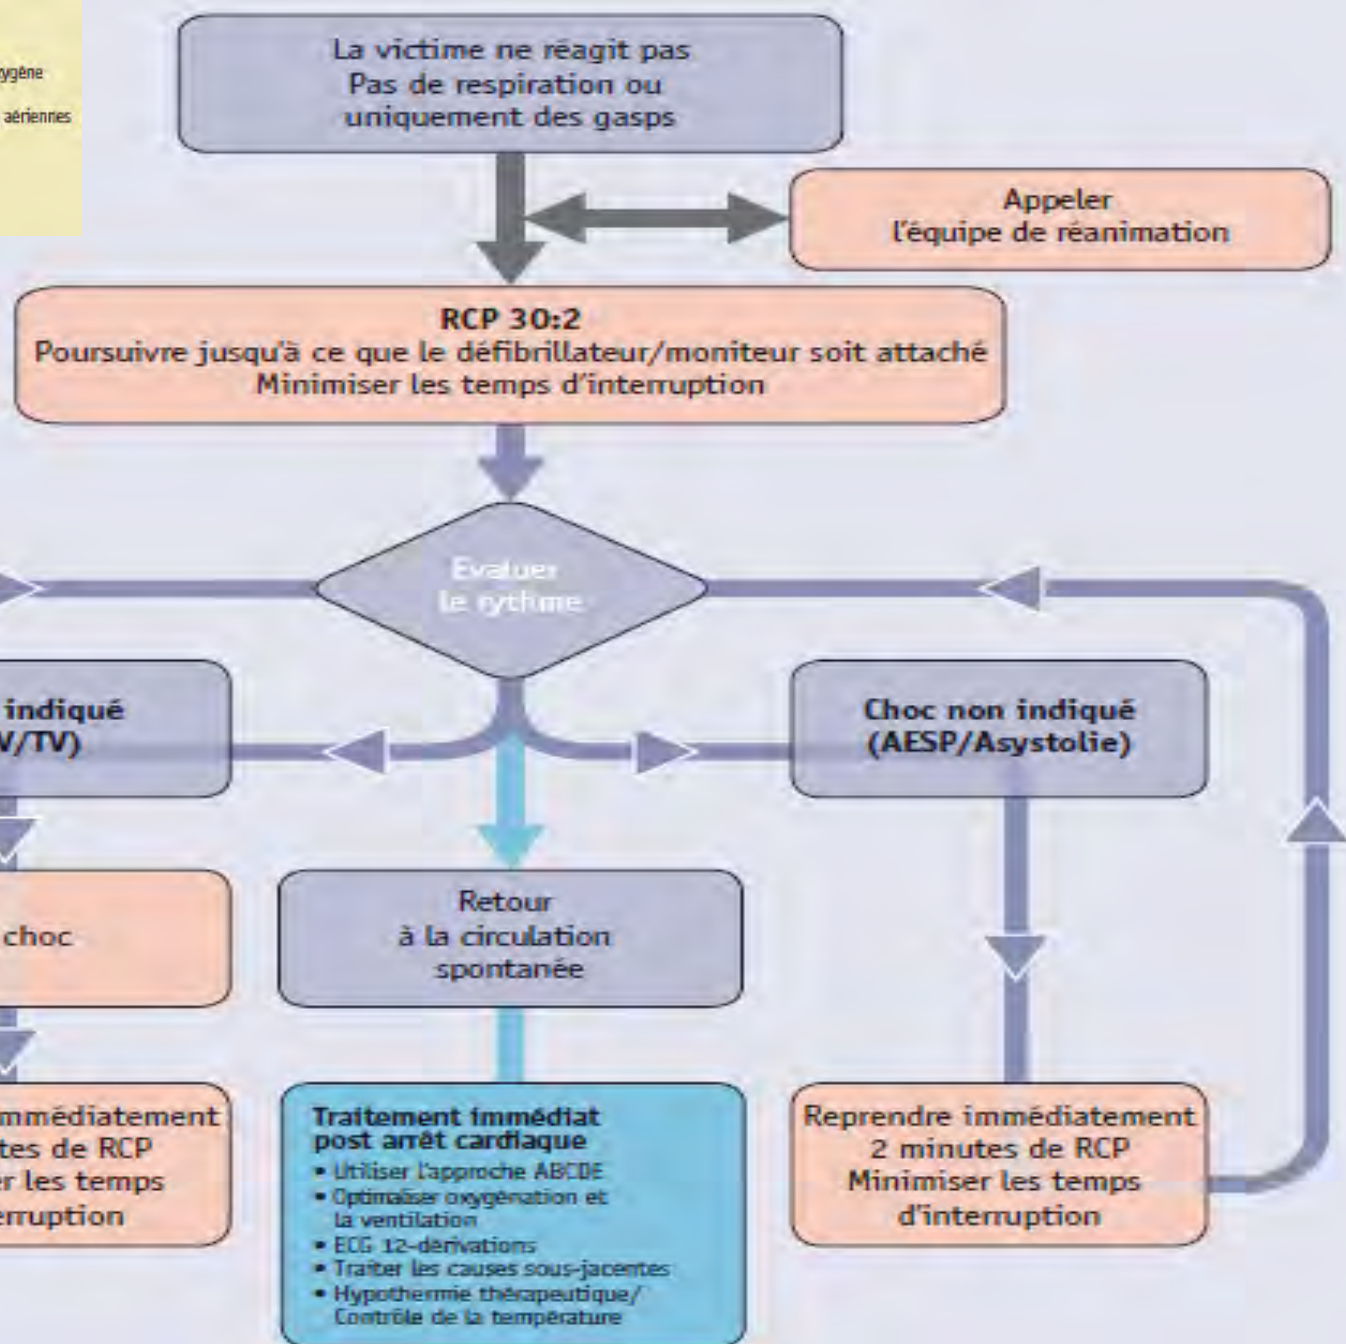 aériennes
La victime ne réagit pas
Pas de respiration ou
uniquement des gasps
Appeler
l'équipe de réanimation
RCP 30:2
Poursuivre jusqu'à ce que le défibrillateur/moniteur soit attaché
Minimiser les temps d'interruption
Evaluer
le rythme
indiqué
V/TV)
Choc non indiqué
(AESP/Asystolie)
choc
Retour
à la circulation
spontanée
mmédiatement
tes de RCP
er les temps
erruption
Traitement immédiat
post arrêt cardiaque
• Utiliser l'approche ABCDE
• Optimaliser oxygénation et
la ventilation
• ECG 12-dérivations
• Traiter les causes sous-jacentes
• Hypothermie thérapeutique/
Contrôle de la température
Reprendre immédiatement
2 minutes de RCP
Minimiser les temps
d'interruption